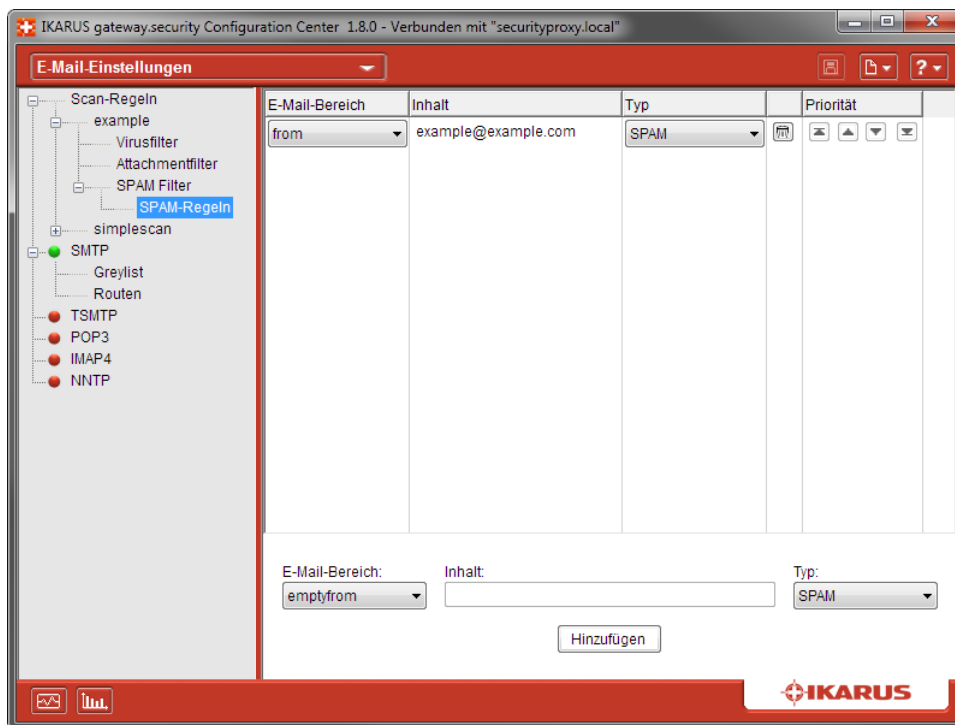 IKARUS gateway.security Configuration Center 1.8.0 - Verbunden mit "securityproxy.local"
E-Mail-Einstellungen
?
Scan-Regeln
example
Virusfilter
Attachmentfilter
SPAM Filter
SPAM-Regeln
simplescan
SMTP
Greylist
Routen
TSMTP
POP3
IMAP4
NNTP
E-Mail-Bereich Inhalt Typ Priorität
from example@example.com SPAM
E-Mail-Bereich: Inhalt: Typ:
emptyfrom SPAM
Hinzufügen
IKARUS